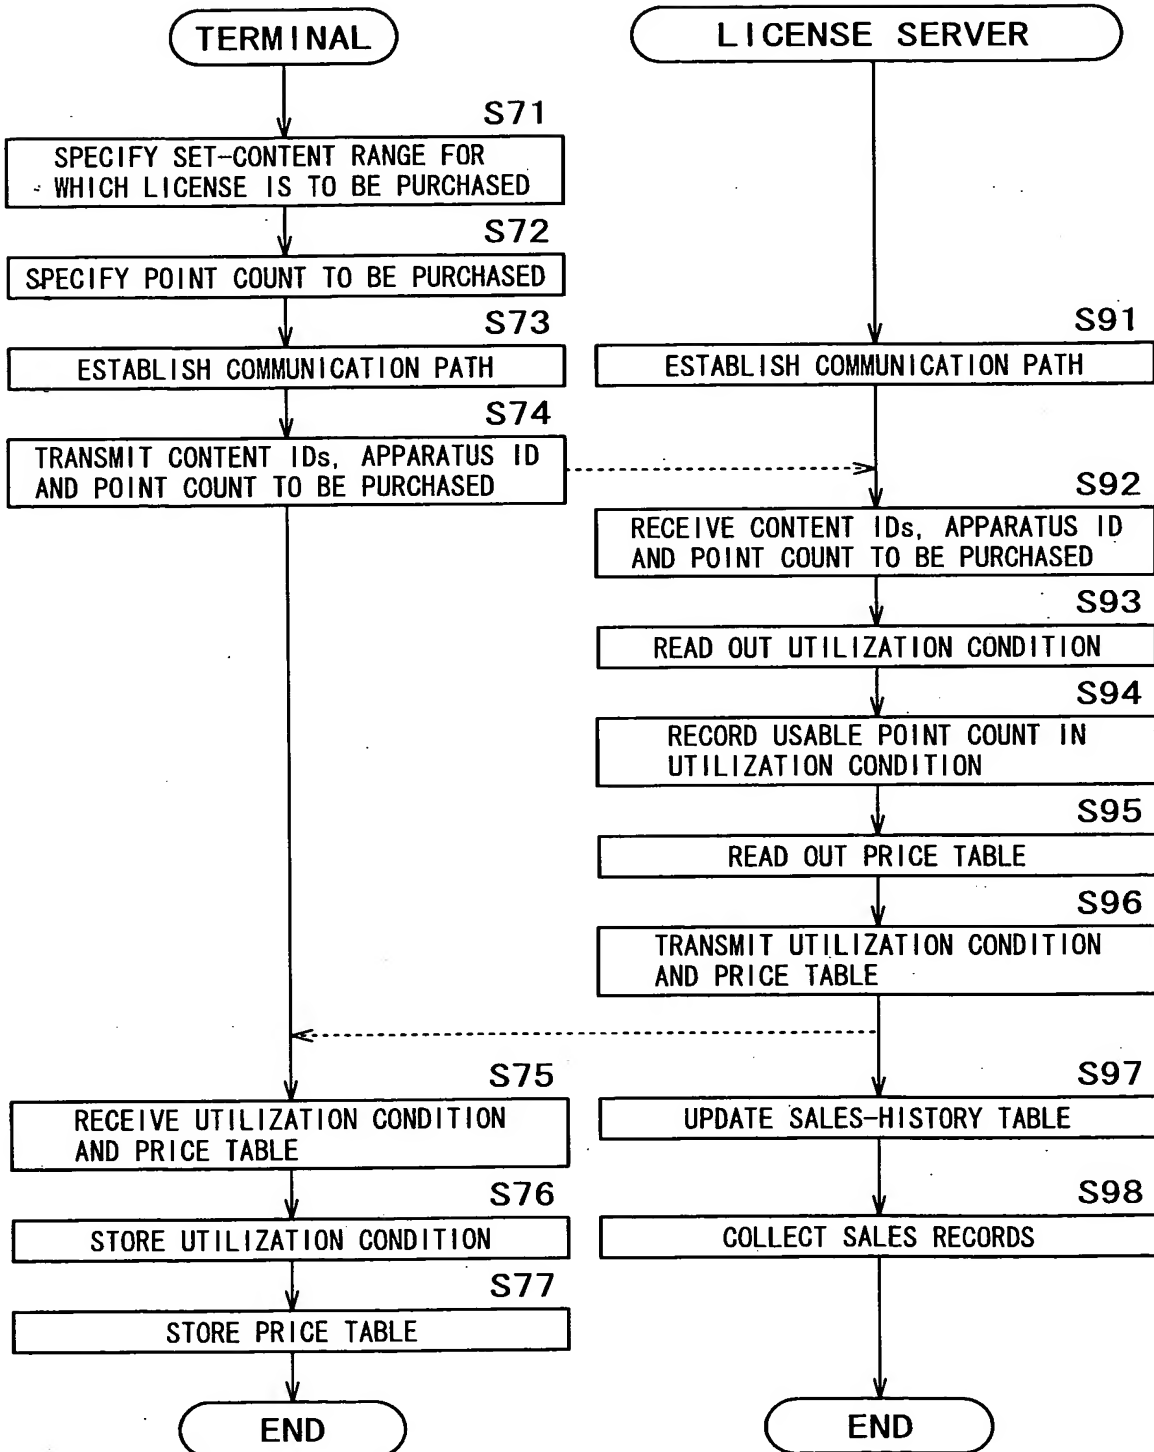 TERMINAL
LICENSE SERVER
S71
SPECIFY SET-CONTENT RANGE FOR
WHICH LICENSE IS TO BE PURCHASED
S72
SPECIFY POINT COUNT TO BE PURCHASED
S73
ESTABLISH COMMUNICATION PATH
S91
ESTABLISH COMMUNICATION PATH
S74
TRANSMIT CONTENT IDs, APPARATUS ID
AND POINT COUNT TO BE PURCHASED
S92
RECEIVE CONTENT IDs, APPARATUS ID
AND POINT COUNT TO BE PURCHASED
S93
READ OUT UTILIZATION CONDITION
S94
RECORD USABLE POINT COUNT IN
UTILIZATION CONDITION
S95
READ OUT PRICE TABLE
S96
TRANSMIT UTILIZATION CONDITION
AND PRICE TABLE
S75
RECEIVE UTILIZATION CONDITION
AND PRICE TABLE
S97
UPDATE SALES-HISTORY TABLE
S76
STORE UTILIZATION CONDITION
S98
COLLECT SALES RECORDS
S77
STORE PRICE TABLE
END
END